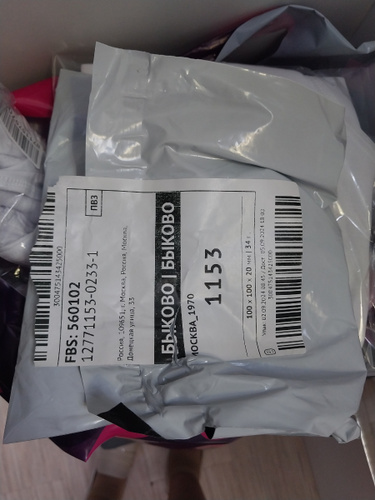 ПВЗ
FBS: 560102
12771153-0233-1
Россия, 109651, г. Москва, Россия, Москва,
Донецкая улица, 33
БЫКОВО | БЫКОВО
МОСКВА_1970
1153
100 x 100 x 20 мм | 34 г